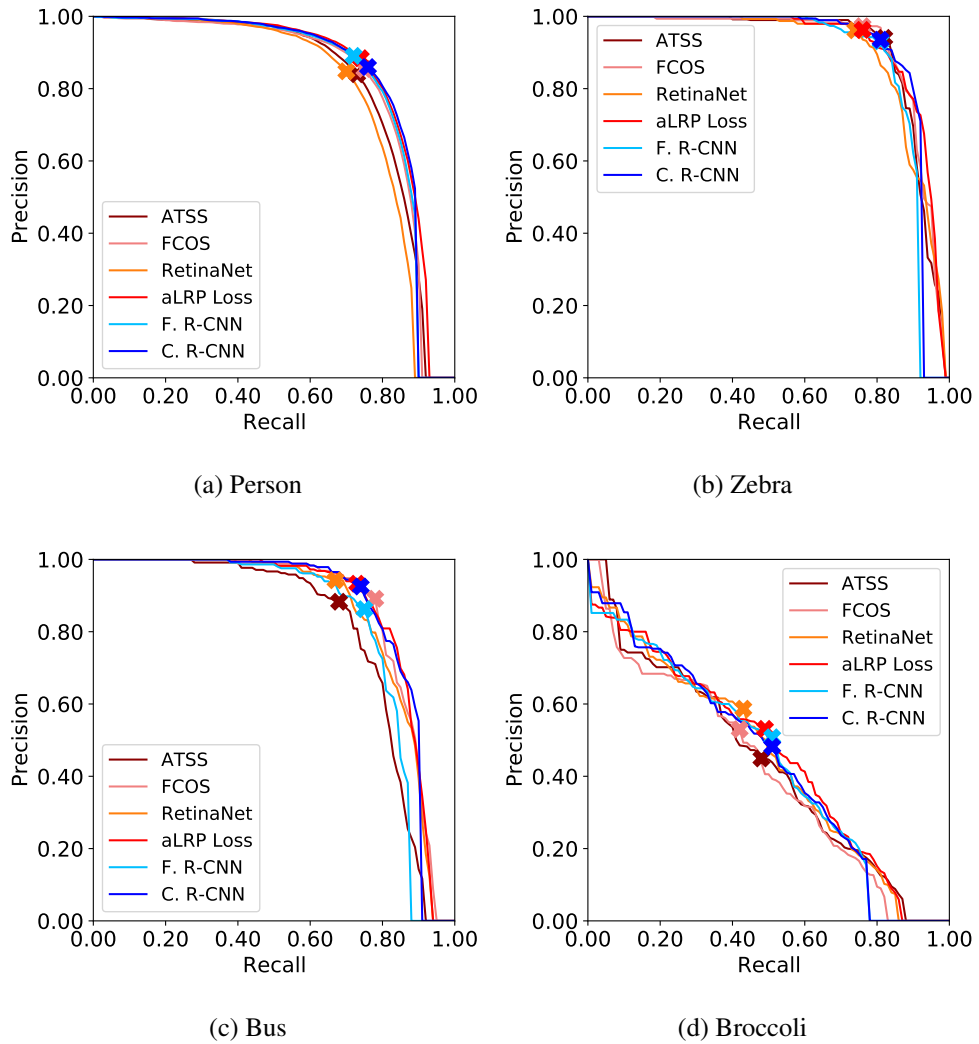 1.00
0.80
0.60
0.40
0.20
0.00
Precision
ATSS
FCOS
RetinaNet
aLRP Loss
F. R-CNN
C. R-CNN
0.00 0.20 0.40 0.60 0.80 1.00
Recall
(a) Person
1.00
0.80
0.60
0.40
0.20
0.00
Precision
ATSS
FCOS
RetinaNet
aLRP Loss
F. R-CNN
C. R-CNN
0.00 0.20 0.40 0.60 0.80 1.00
Recall
(b) Zebra
1.00
0.80
0.60
0.40
0.20
0.00
Precision
ATSS
FCOS
RetinaNet
aLRP Loss
F. R-CNN
C. R-CNN
0.00 0.20 0.40 0.60 0.80 1.00
Recall
(c) Bus
1.00
0.80
0.60
0.40
0.20
0.00
Precision
ATSS
FCOS
RetinaNet
aLRP Loss
F. R-CNN
C. R-CNN
0.00 0.20 0.40 0.60 0.80 1.00
Recall
(d) Broccoli